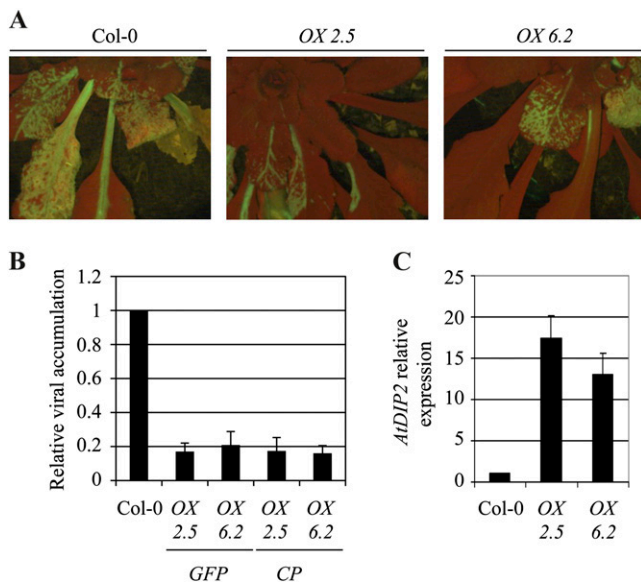 A
Col-0
OX 2.5
OX 6.2
B
Relative viral accumulation
1.2
1
0.8
0.6
0.4
0.2
0
Col-0
OX
2.5
OX
6.2
OX
2.5
OX
6.2
GFP
CP
C
AtDIP2 relative
expression
25
20
15
10
5
0
Col-0
OX
2.5
OX
6.2